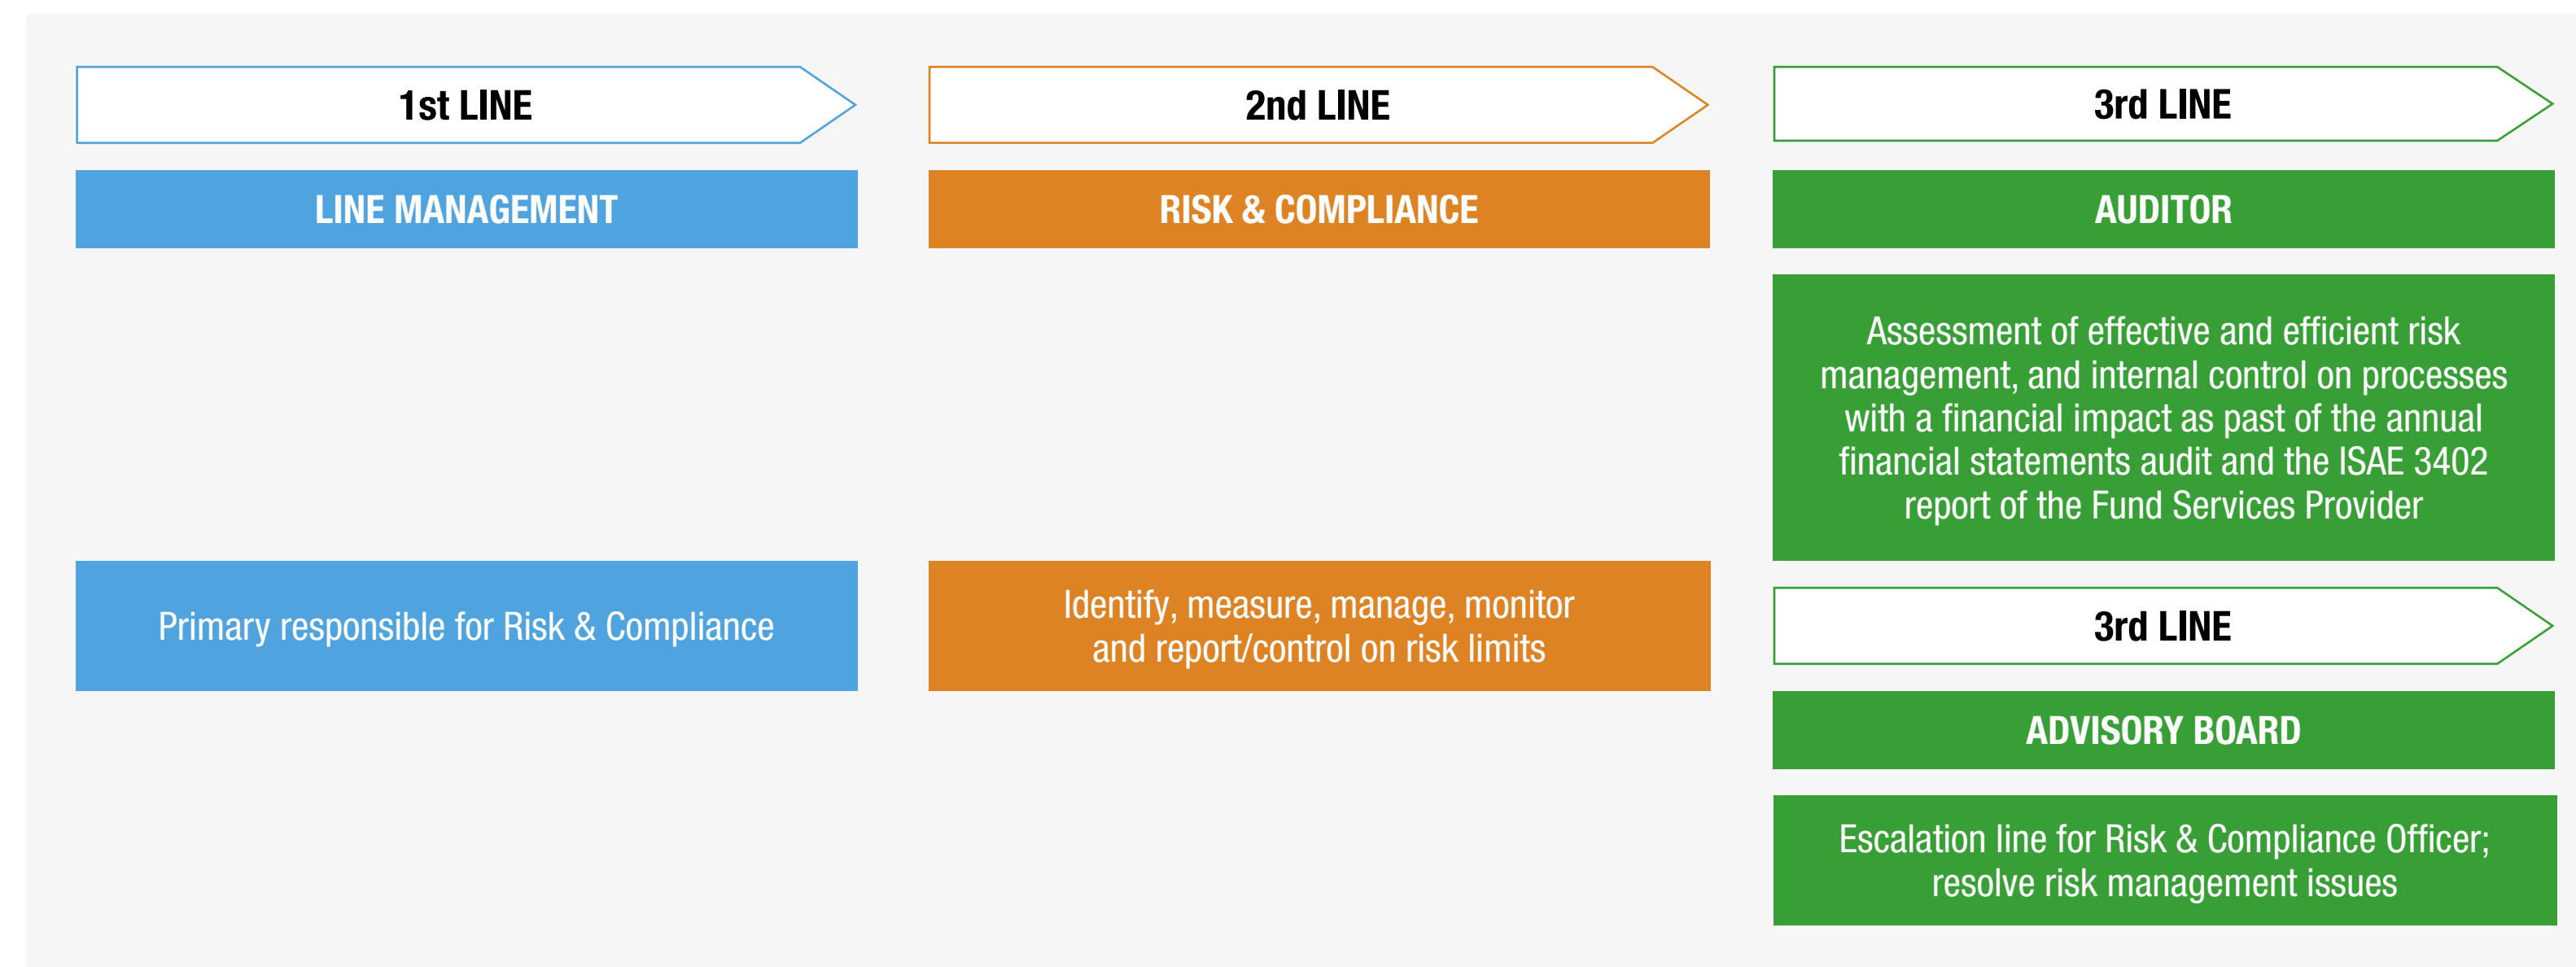 1st LINE
LINE MANAGEMENT
Primary responsible for Risk & Compliance
2nd LINE
RISK & COMPLIANCE
Identify, measure, manage, monitor
and report/control on risk limits
3rd LINE
AUDITOR
Assessment of effective and efficient risk
management, and internal control on processes
with a financial impact as past of the annual
financial statements audit and the ISAE 3402
report of the Fund Services Provider
3rd LINE
ADVISORY BOARD
Escalation line for Risk & Compliance Officer;
resolve risk management issues